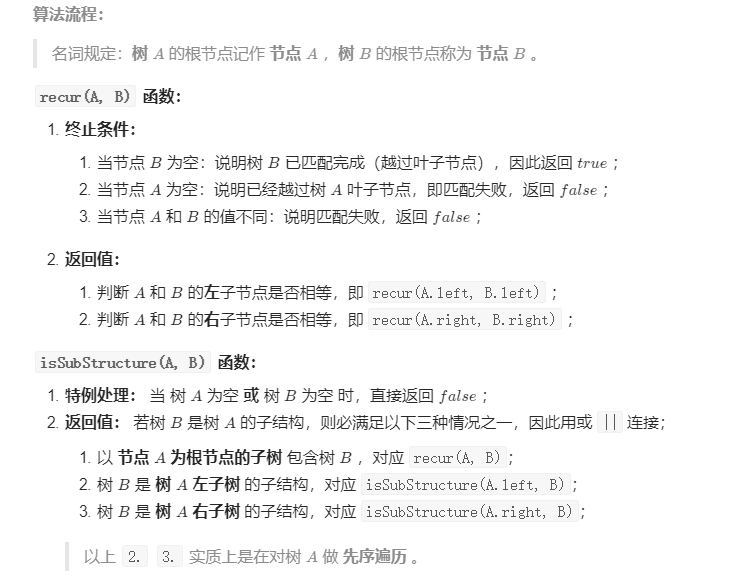 算法流程：
名词规定：树 A 的根节点记作 节点 A ，树 B 的根节点称为 节点 B 。
recur(A, B) 函数：
1. 终止条件：
1. 当节点 B 为空：说明树 B 已匹配完成（越过叶子节点），因此返回 true ；
2. 当节点 A 为空：说明已经越过树 A 叶子节点，即匹配失败，返回 false ；
3. 当节点 A 和 B 的值不同：说明匹配失败，返回 false ；
2. 返回值：
1. 判断 A 和 B 的左子节点是否相等，即 recur(A.left, B.left) ；
2. 判断 A 和 B 的右子节点是否相等，即 recur(A.right, B.right) ；
isSubStructure(A, B) 函数：
1. 特例处理： 当 树 A 为空 或 树 B 为空 时，直接返回 false ；
2. 返回值： 若树 B 是树 A 的子结构，则必满足以下三种情况之一，因此用或 || 连接；
1. 以 节点 A 为根节点的子树 包含树 B ，对应 recur(A, B)；
2. 树 B 是 树 A 左子树 的子结构，对应 isSubStructure(A.left, B)；
3. 树 B 是 树 A 右子树 的子结构，对应 isSubStructure(A.right, B)；
以上 2. 3. 实质上是在对树 A 做 先序遍历 。